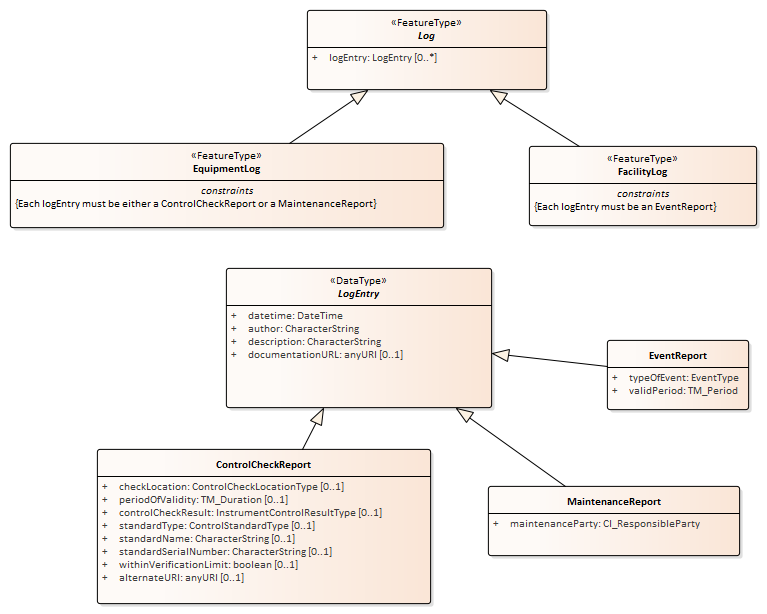 «FeatureType»
Log
+ logEntry: LogEntry [0..*]
«FeatureType»
EquipmentLog
constraints
{Each logEntry must be either a ControlCheckReport or a MaintenanceReport}
«FeatureType»
FacilityLog
constraints
{Each logEntry must be an EventReport}
«DataType»
LogEntry
+ datetime: DateTime
+ author: CharacterString
+ description: CharacterString
+ documentationURL: anyURI [0..1]
EventReport
+ typeOfEvent: EventType
+ validPeriod: TM_Period
ControlCheckReport
+ checkLocation: ControlCheckLocationType [0..1]
+ periodOfValidity: TM_Duration [0..1]
+ controlCheckResult: InstrumentControlResultType [0..1]
+ standardType: ControlStandardType [0..1]
+ standardName: CharacterString [0..1]
+ standardSerialNumber: CharacterString [0..1]
+ withinVerificationLimit: boolean [0..1]
+ alternateURI: anyURI [0..1]
MaintenanceReport
+ maintenanceParty: CI_ResponsibleParty